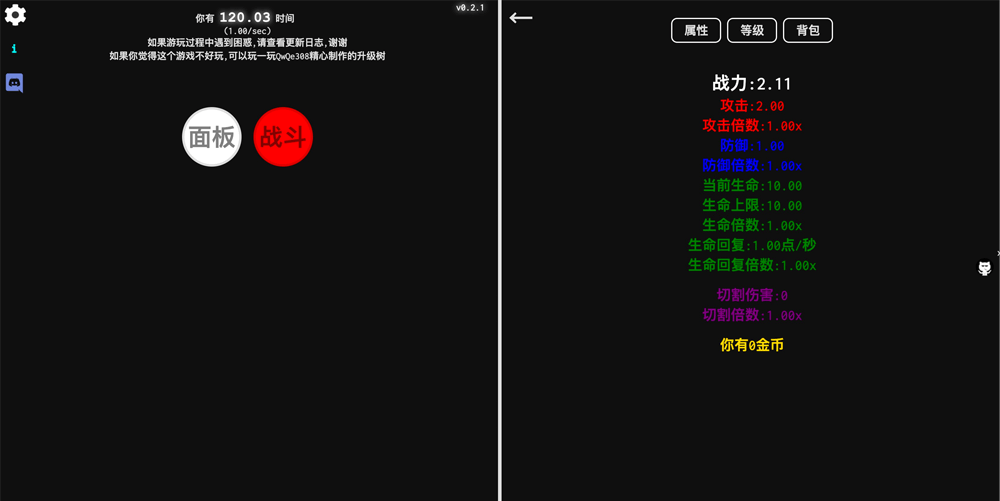 v0.2.1
你有 120.03 时间
(1.00/sec)
如果游玩过程中遇到困惑,请查看更新日志,谢谢
如果你觉得这个游戏不好玩,可以玩一玩QwQe308精心制作的升级树
i
面板
战斗
属性
等级
背包
战力:2.11
攻击:2.00
攻击倍数:1.00x
防御:1.00
防御倍数:1.00x
当前生命:10.00
生命上限:10.00
生命倍数:1.00x
生命回复:1.00点/秒
生命回复倍数:1.00x
切割伤害:0
切割倍数:1.00x
你有0金币